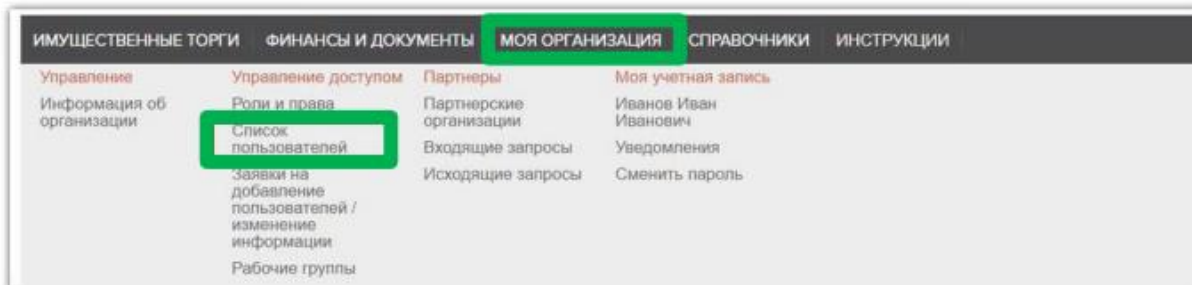 ИМУЩЕСТВЕННЫЕ ТОРГИ ФИНАНСЫ И ДОКУМЕНТЫ МОЯ ОРГАНИЗАЦИЯ СПРАВОЧНИКИ ИНСТРУКЦИИ
Управление
Информация об
организации
Управление доступом
Роли и права
Список
пользователей
Заявки на
добавление
пользователей /
изменение
информации
Рабочие группы
Партнеры
Партнерские
организации
Входящие запросы
Исходящие запросы
Моя учетная запись
Иванов Иван
Иванович
Уведомления
Сменить пароль